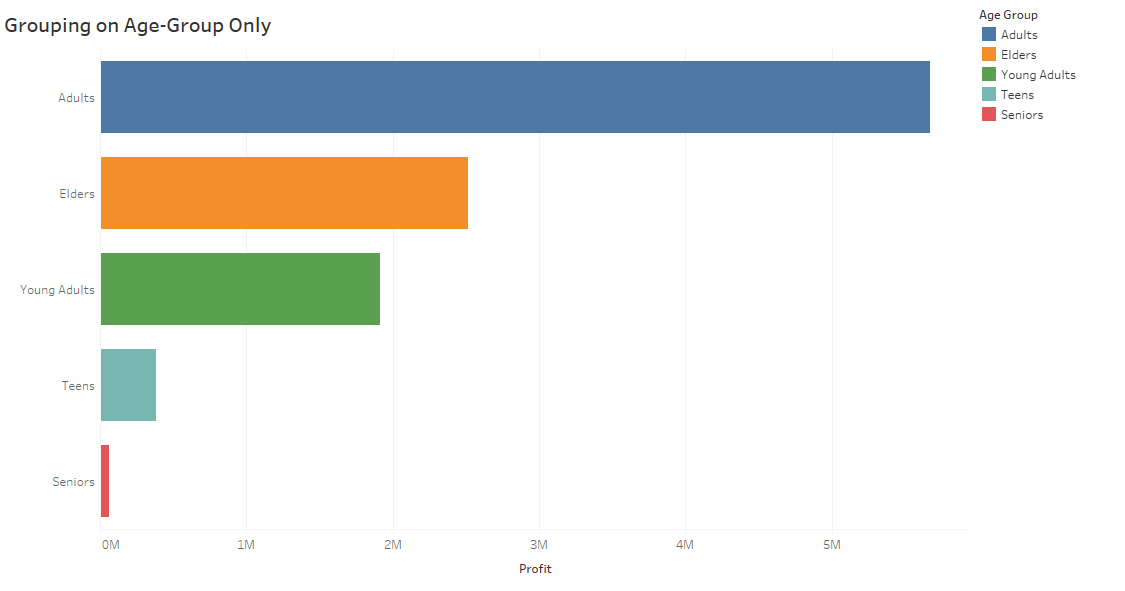 Grouping on Age-Group Only
Age Group
Adults
Elders
Young Adults
Teens
Seniors
Adults
Elders
Young Adults
Teens
Seniors
0M 1M 2M 3M 4M 5M
Profit